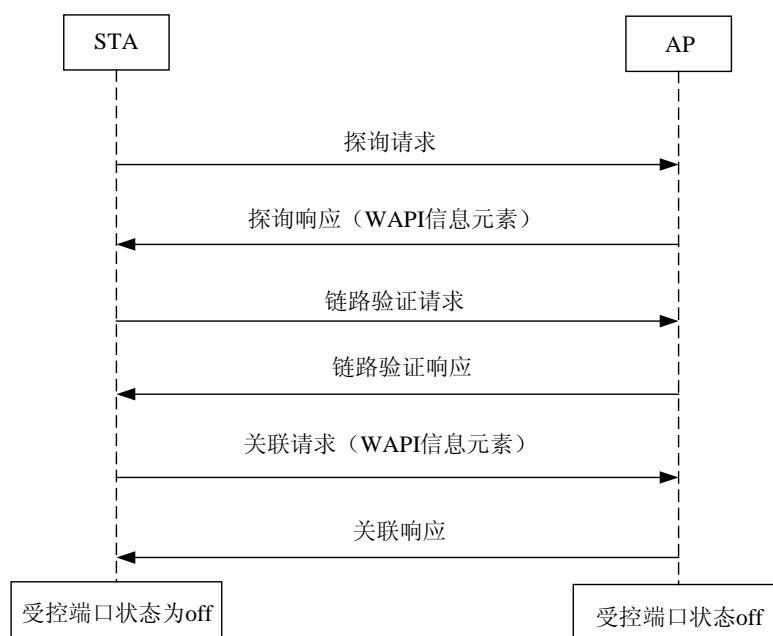 STA
AP
探询请求
探询响应（WAPI信息元素）
链路验证请求
链路验证响应
关联请求（WAPI信息元素）
关联响应
受控端口状态为off
受控端口状态off